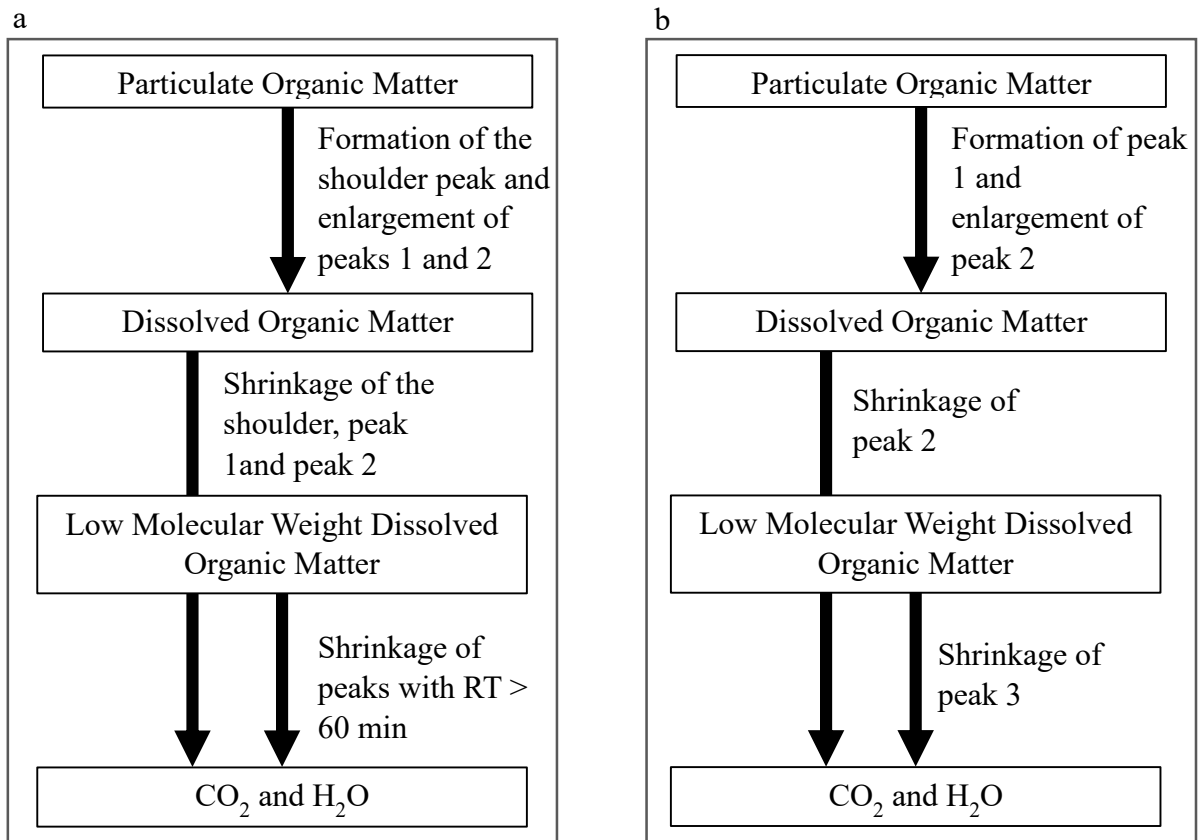 a
Particulate Organic Matter
Formation of the
shoulder peak and
enlargement of
peaks 1 and 2
Dissolved Organic Matter
Shrinkage of the
shoulder, peak
1and peak 2
Low Molecular Weight Dissolved
Organic Matter
Shrinkage of
peaks with RT >
60 min
CO₂ and H₂O
b
Particulate Organic Matter
Formation of peak
1 and
enlargement of
peak 2
Dissolved Organic Matter
Shrinkage of
peak 2
Low Molecular Weight Dissolved
Organic Matter
Shrinkage of
peak 3
CO₂ and H₂O